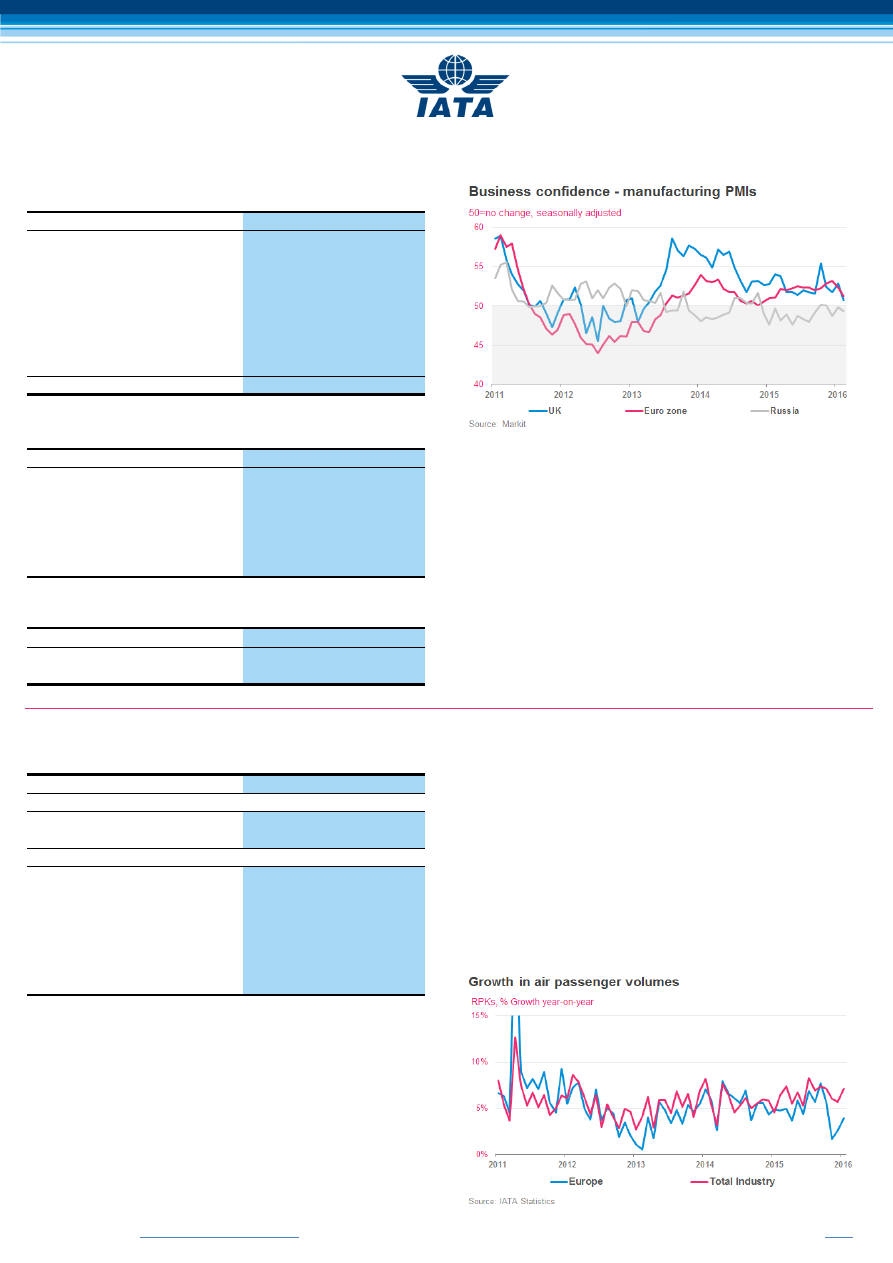 IATA
Business confidence - manufacturing PMIs
50=no change, seasonally adjusted
60
55
50
45
40
2011 2012 2013 2014 2015 2016
UK Euro zone Russia
Source: Markit
Growth in air passenger volumes
RPKs, % Growth year-on-year
15%
10%
5%
0%
2011 2012 2013 2014 2015 2016
Europe Total Industry
Source: IATA Statistics